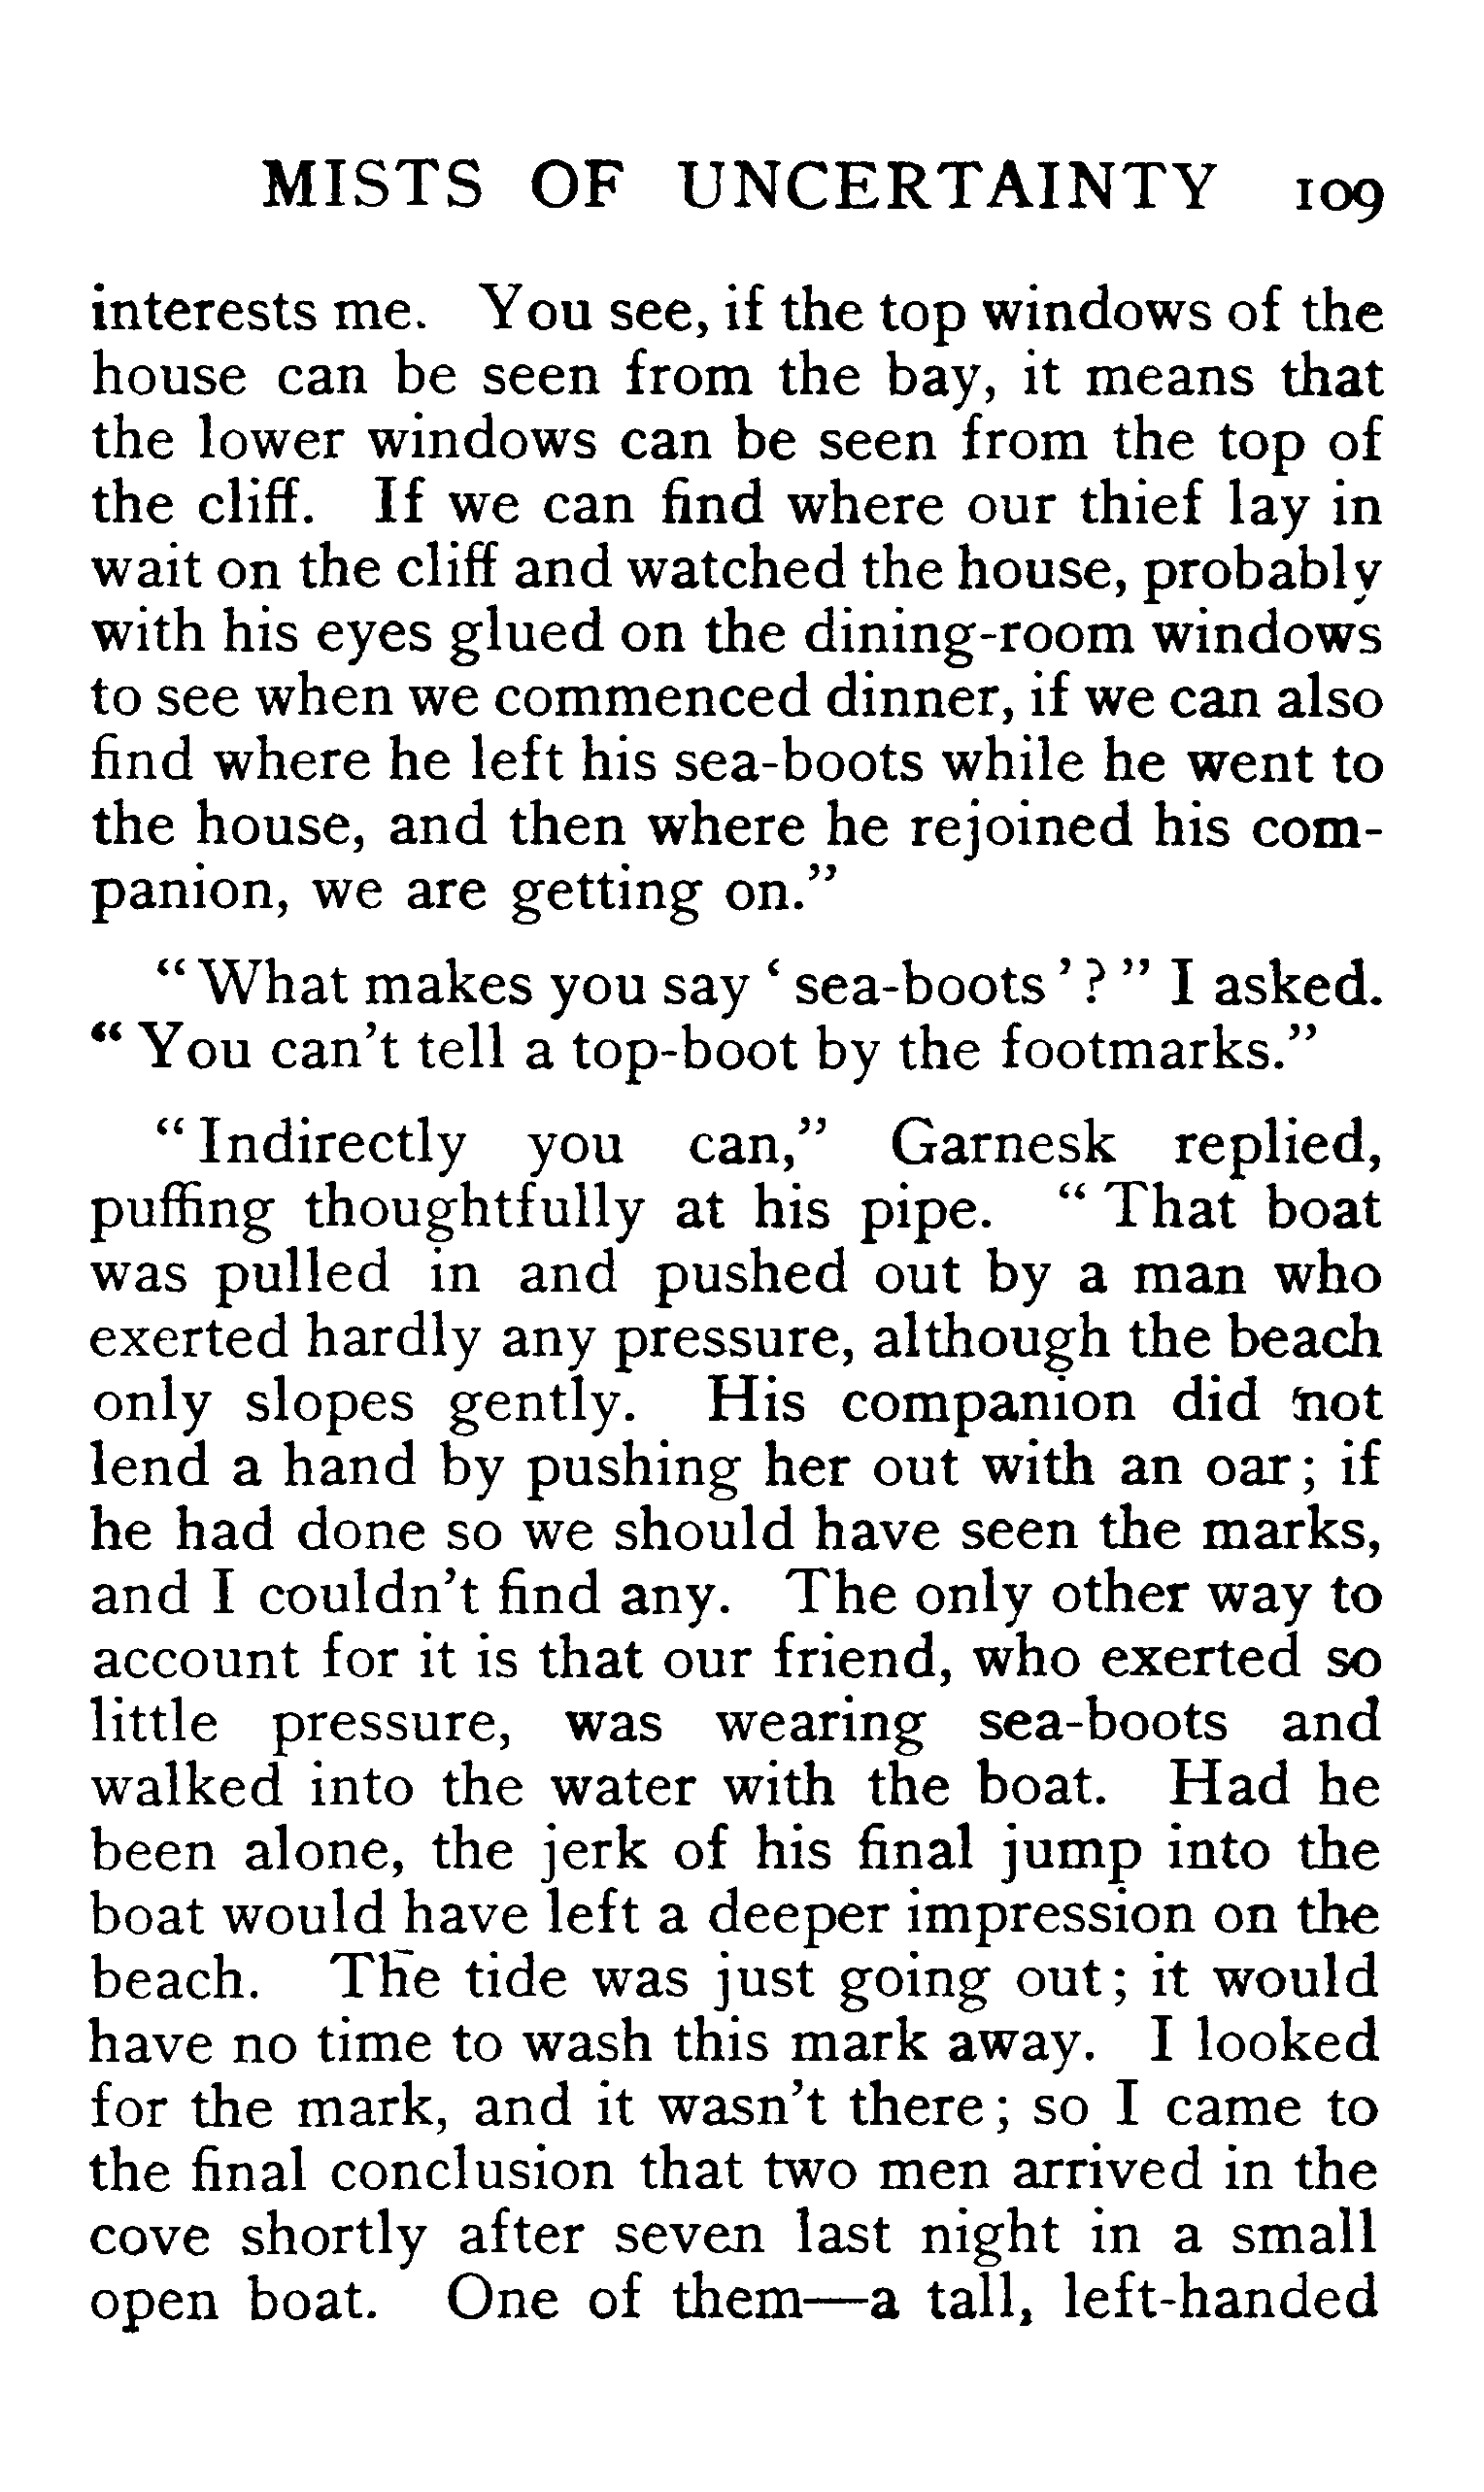 MISTS OF UNCERTAINTY 109
interests me. You see, if the top windows of the
house can be seen from the bay, it means that
the lower windows can be seen from the top of
the cliff. If we can find where our thief lay in
wait on the cliff and watched the house, probably
with his eyes glued on the dining-room windows
to see when we commenced dinner, if we can also
find where he left his sea-boots while he went to
the house, and then where he rejoined his com-
panion, we are getting on."
"What makes you say 'sea-boots'?" I asked.
"You can't tell a top-boot by the footmarks."
"Indirectly you can," Garnesk replied,
puffing thoughtfully at his pipe. "That boat
was pulled in and pushed out by a man who
exerted hardly any pressure, although the beach
only slopes gently. His companion did not
lend a hand by pushing her out with an oar; if
he had done so we should have seen the marks,
and I couldn't find any. The only other way to
account for it is that our friend, who exerted so
little pressure, was wearing sea-boots and
walked into the water with the boat. Had he
been alone, the jerk of his final jump into the
boat would have left a deeper impression on the
beach. The tide was just going out; it would
have no time to wash this mark away. I looked
for the mark, and it wasn't there; so I came to
the final conclusion that two men arrived in the
cove shortly after seven last night in a small
open boat. One of them—a tall, left-handed